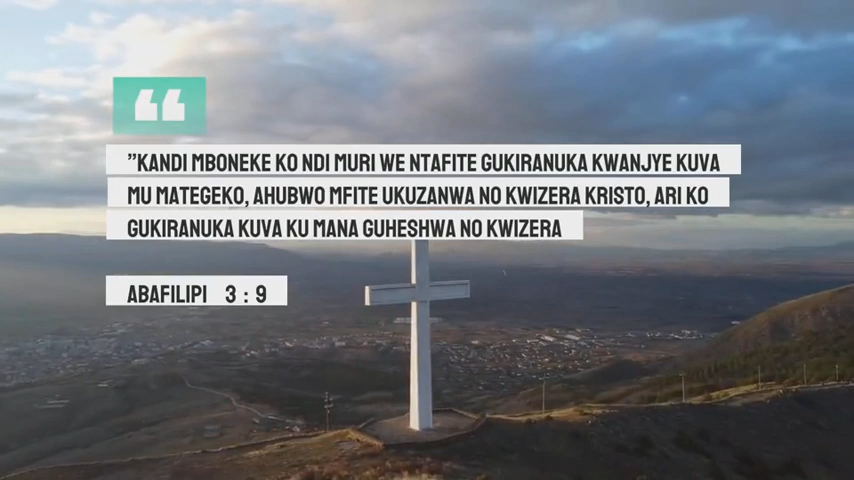 "KANDI MBONEKE KO NDI MURI WE NTAFITE GUKIRANUKA KWANJYE KUVA
MU MATEGEKO, AHUBWO MFITE UKUZANWA NO KWIZERA KRISTO, ARI KO
GUKIRANUKA KUVA KU MANA GUHESHWA NO KWIZERA
ABAFILIPI 3 : 9